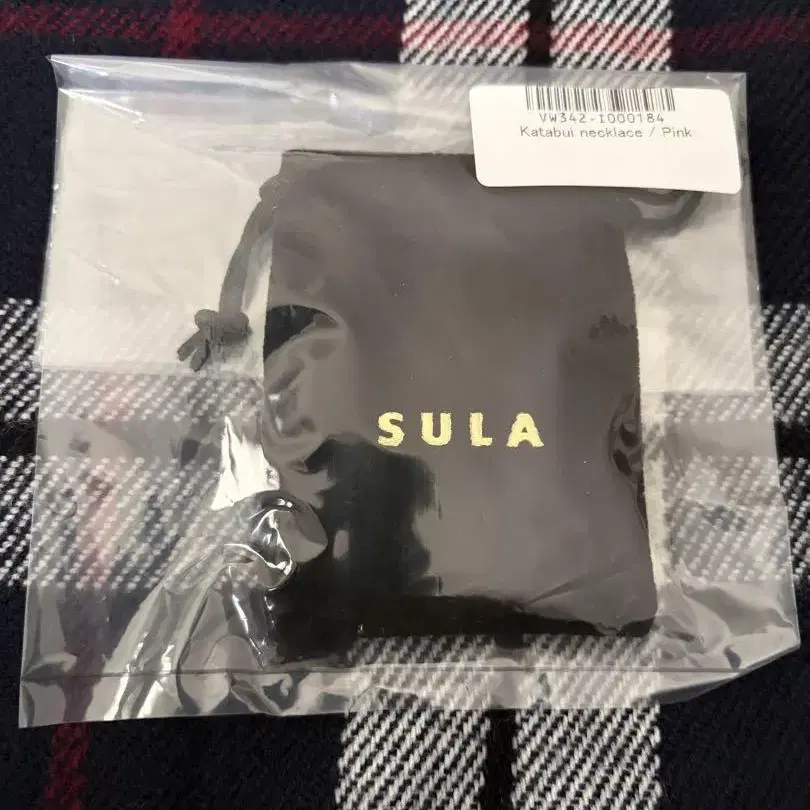 VW342-I000184
Katabui necklace / Pink
SULA